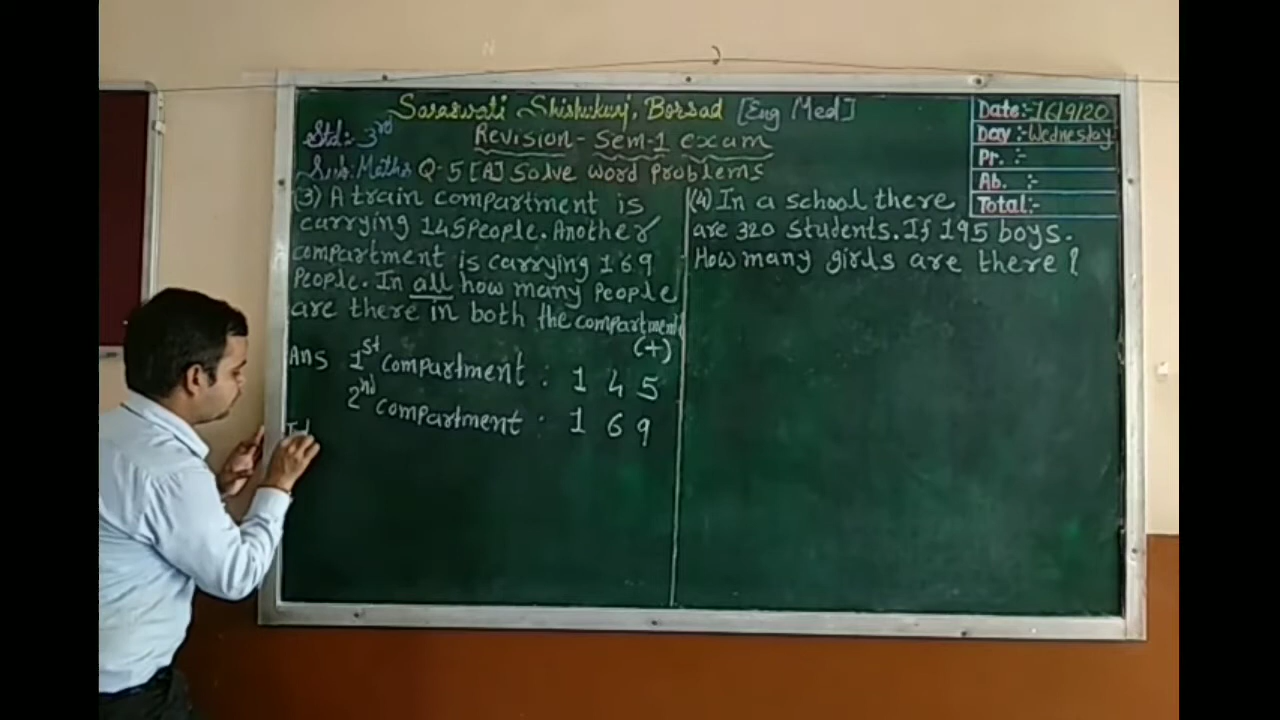 Saraswati Shishukunj, Borsad [Eng Med]
Std:- 3rd
Revision - Sem-1 exam
Sub: Maths Q-5 [A] Solve word problems
Date:- 16/9/20
Day :- Wednesday
Pr. :-
Ab. :-
Total:-
(3) A train compartment is
carrying 145 People. Another
compartment is carrying 169
People. In all how many people
are there in both the compartment
(+)
Ans 1st compartment : 1 4 5
2nd compartment : 1 6 9
(4) In a school there
are 320 students. If 195 boys.
How many girls are there ?